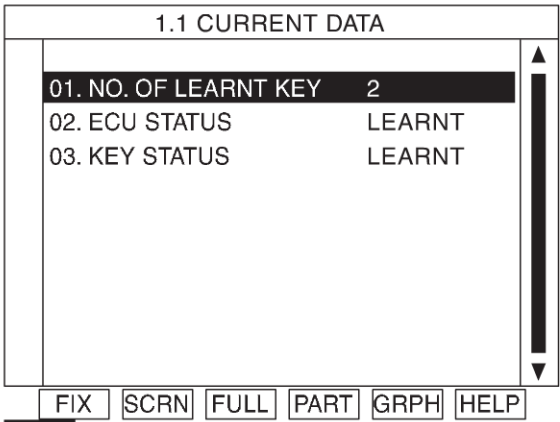 1.1 CURRENT DATA
01. NO. OF LEARNT KEY 2
02. ECU STATUS LEARNT
03. KEY STATUS LEARNT
FIX SCRN FULL PART GRPH HELP